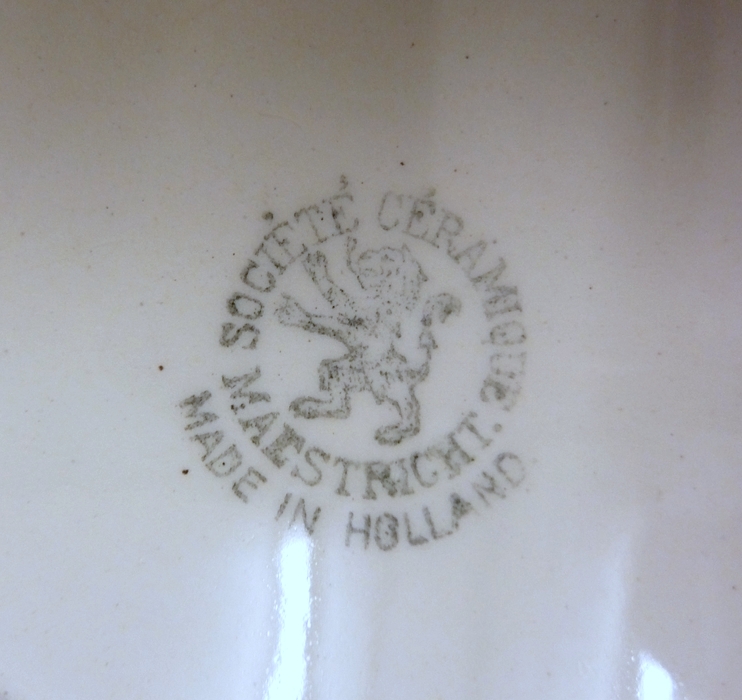 SOCIÉTÉ CÉRAMIQUE
MAESTRICHT.
MADE IN HOLLAND